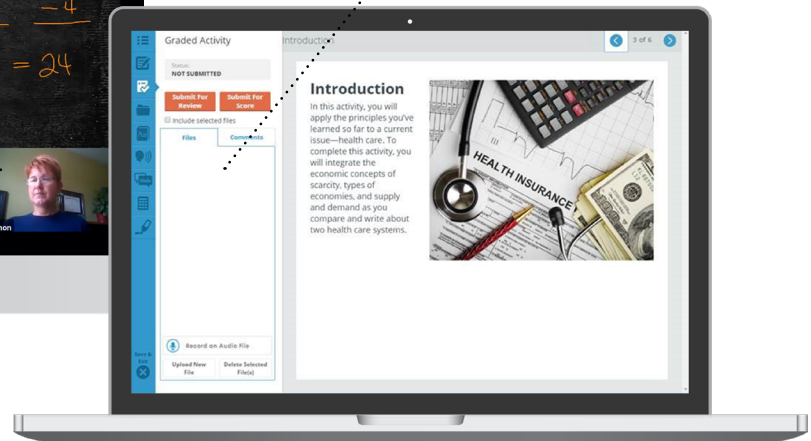 -4
= 24
non
Graded Activity
Introduction
3 of 6
Status:
NOT SUBMITTED
Submit For
Review
Submit For
Score
Include selected files
Files
Comments
Introduction
In this activity, you will
apply the principles you've
learned so far to a current
issue—health care. To
complete this activity, you
will integrate the
economic concepts of
scarcity, types of
economies, and supply
and demand as you
compare and write about
two health care systems.
HEALTH INSURANCE
Record an Audio File
Upload New
File
Delete Selected
File(s)
Save &
Exit